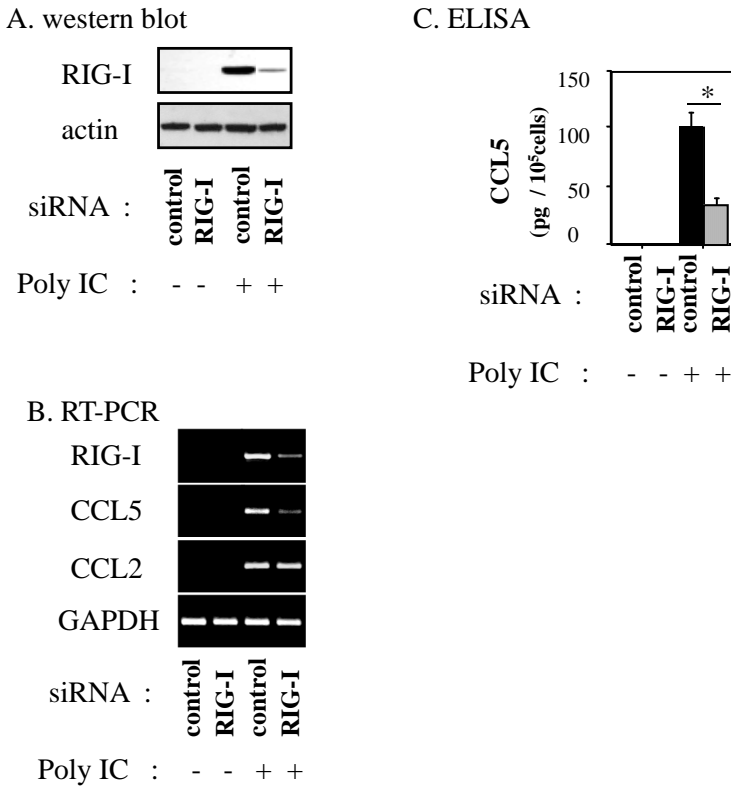 A. western blot
RIG-I
actin
siRNA :
control
RIG-I
control
RIG-I
Poly IC : - - + +
B. RT-PCR
RIG-I
CCL5
CCL2
GAPDH
siRNA :
control
RIG-I
control
RIG-I
Poly IC : - - + +
C. ELISA
CCL5
(pg / 10⁵cells)
150
100
50
0
*
siRNA :
control
RIG-I
control
RIG-I
Poly IC : - - + +